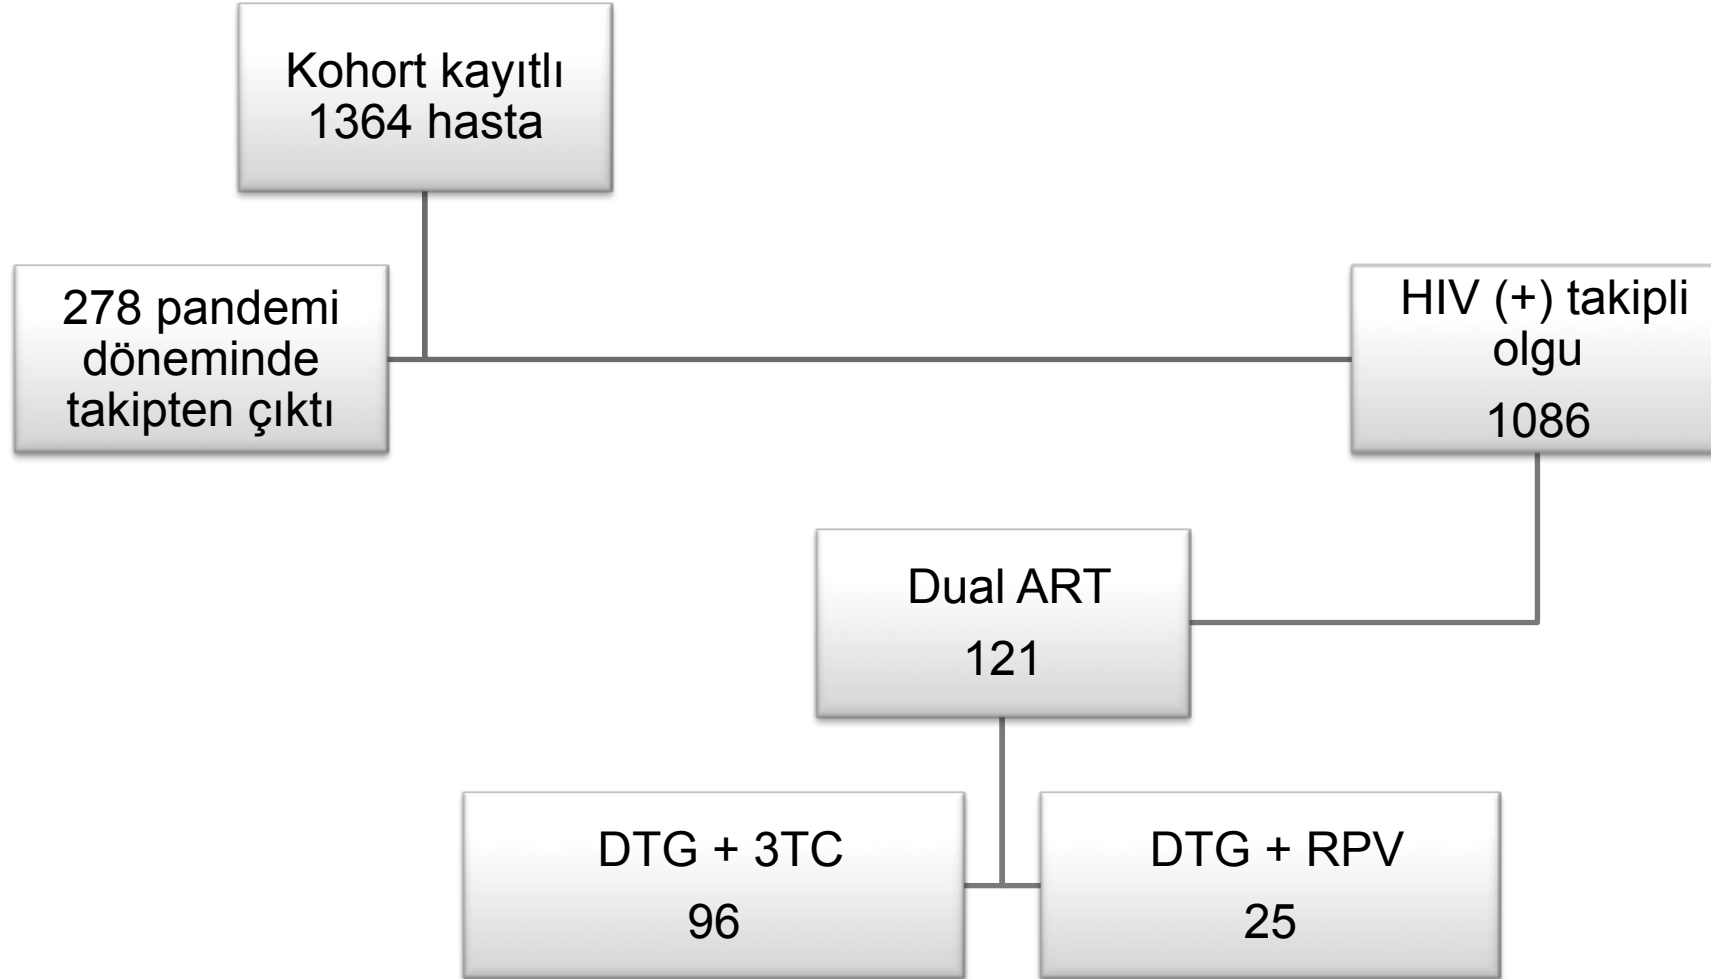 Kohort kayıtlı
1364 hasta
278 pandemi
döneminde
takipten çıktı
HIV (+) takipli
olgu
1086
Dual ART
121
DTG + 3TC
96
DTG + RPV
25